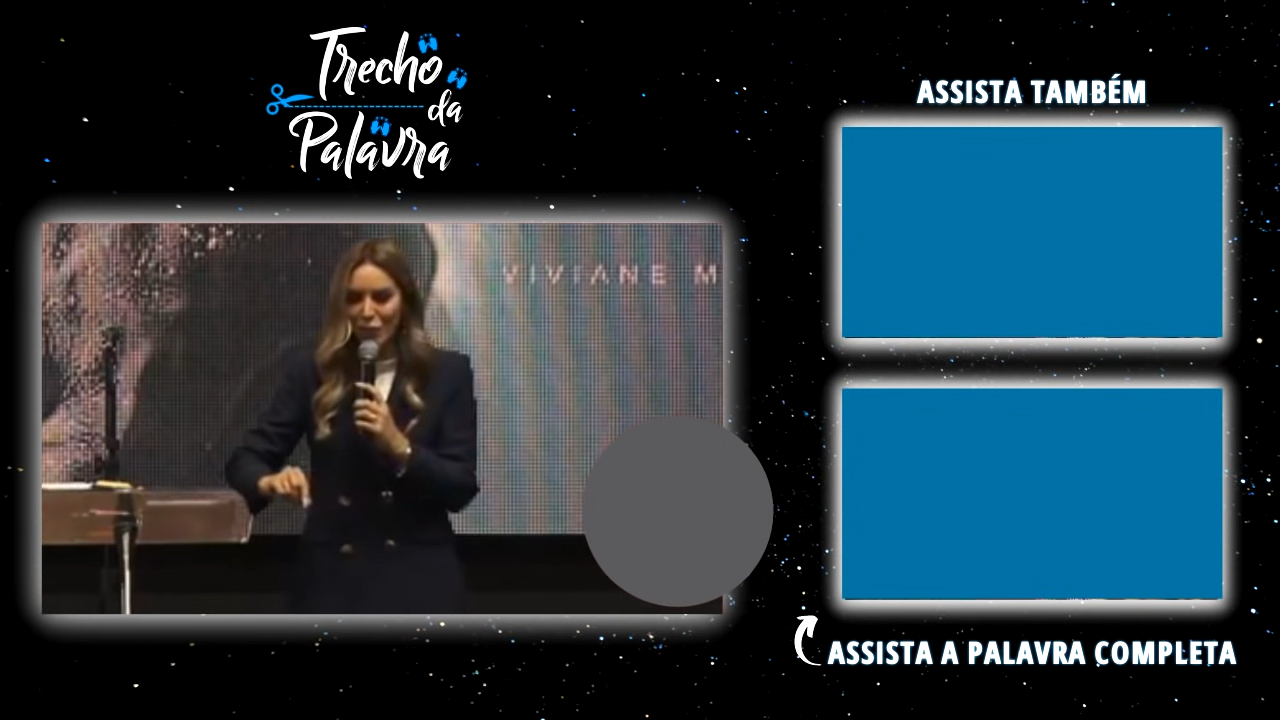 Trecho
da
Palavra
VIVIANE M
ASSISTA TAMBÉM
ASSISTA A PALAVRA COMPLETA